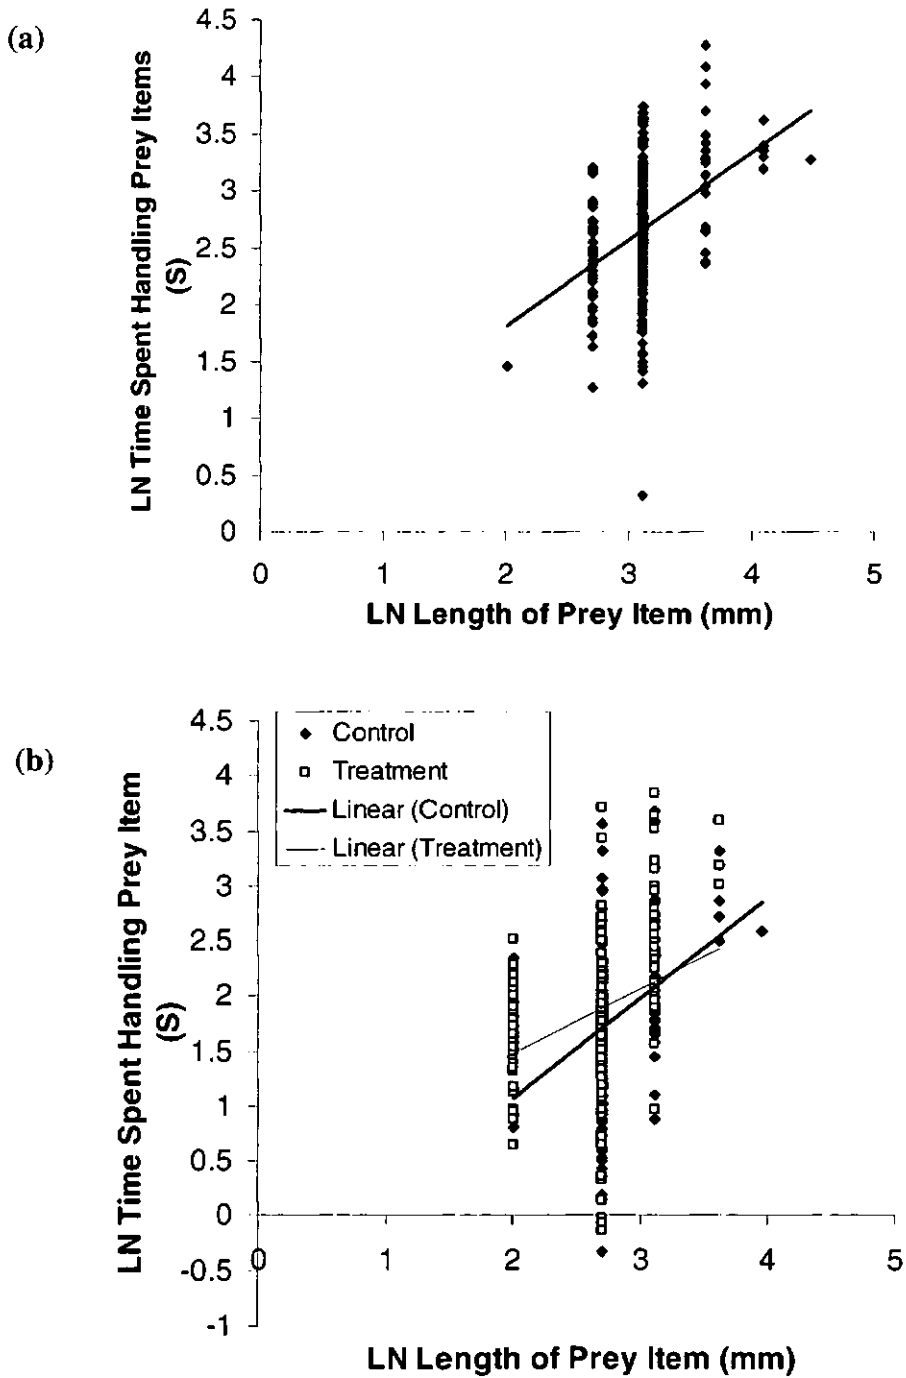 (a)
LN Time Spent Handling Prey Items
(S)
4.5
4
3.5
3
2.5
2
1.5
1
0.5
0
0 1 2 3 4 5
LN Length of Prey Item (mm)
(b)
LN Time Spent Handling Prey Item
(S)
4.5
4
3.5
3
2.5
2
1.5
1
0.5
0
-0.5
-1
Control
Treatment
Linear (Control)
Linear (Treatment)
0 1 2 3 4 5
LN Length of Prey Item (mm)